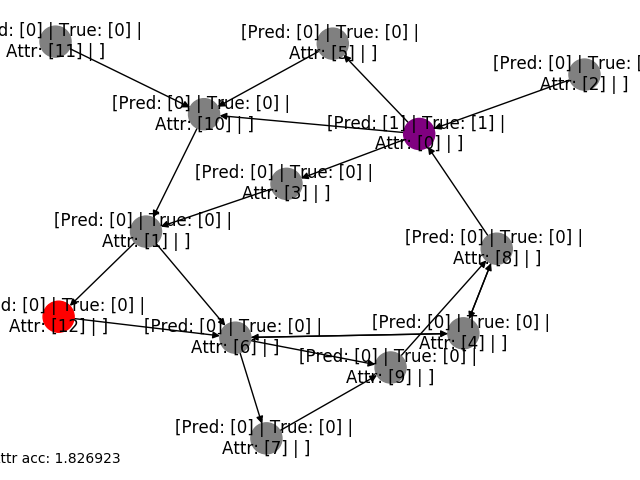 d: [0] | True: [0] |
Attr: [11] | ]
[Pred: [0] | True: [0] |
Attr: [5] | ]
[Pred: [0] | True: [
Attr: [2] | ]
[Pred: [0] | True: [0] |
Attr: [10] | ]
[Pred: [1] | True: [1] |
Attr: [0] | ]
[Pred: [0] | True: [0] |
Attr: [3] | ]
[Pred: [0] | True: [0] |
Attr: [1] | ]
[Pred: [0] | True: [0] |
Attr: [8] | ]
d: [0] | True: [0] |
Attr: [12] | ]
[Pred: [0] | True: [0] |
Attr: [6] | ]
[Pred: [0] | True: [0] |
Attr: [4] | ]
[Pred: [0] | True: [0] |
Attr: [9] | ]
[Pred: [0] | True: [0] |
Attr: [7] | ]
ttr acc: 1.826923